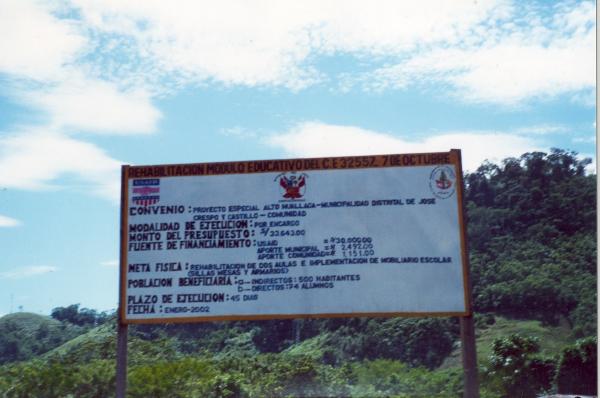 REHABILITACION MODULO EDUCATIVO DEL C.E 32557 7 DE OCTUBRE
USAID
CONVENIO : PROYECTO ESPECIAL ALTO HUALLAGA-MUNICIPALIDAD DISTRITAL DE JOSE
CRESPO Y CASTILLO - COMUNIDAD
MODALIDAD DE EJECUCION : POR ENCARGO
MONTO DEL PRESUPUESTO : S/ 33643.00
FUENTE DE FINANCIAMIENTO : USAID = S/ 30,000.00
APORTE MUNICIPAL = S/ 2,492.00
APORTE COMUNIDAD = S/ 1,151.00
META FISICA : REHABILITACION DE DOS AULAS E IMPLEMENTACION DE MOBILIARIO ESCOLAR
(SILLAS MESAS Y ARMARIOS)
POBLACION BENEFICIARIA : a-INDIRECTOS: 500 HABITANTES
b-DIRECTOS: 74 ALUMNOS
PLAZO DE EJECUCION : 45 DIAS
FECHA : ENERO-2002